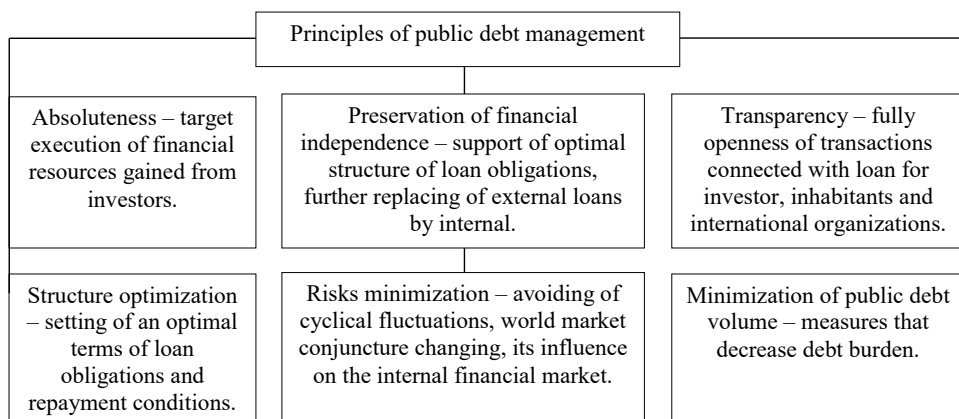 Principles of public debt management
Absoluteness – target
execution of financial
resources gained from
investors.
Preservation of financial
independence – support of optimal
structure of loan obligations,
further replacing of external loans
by internal.
Transparency – fully
openness of transactions
connected with loan for
investor, inhabitants and
international organizations.
Structure optimization
– setting of an optimal
terms of loan
obligations and
repayment conditions.
Risks minimization – avoiding of
cyclical fluctuations, world market
conjuncture changing, its influence
on the internal financial market.
Minimization of public debt
volume – measures that
decrease debt burden.